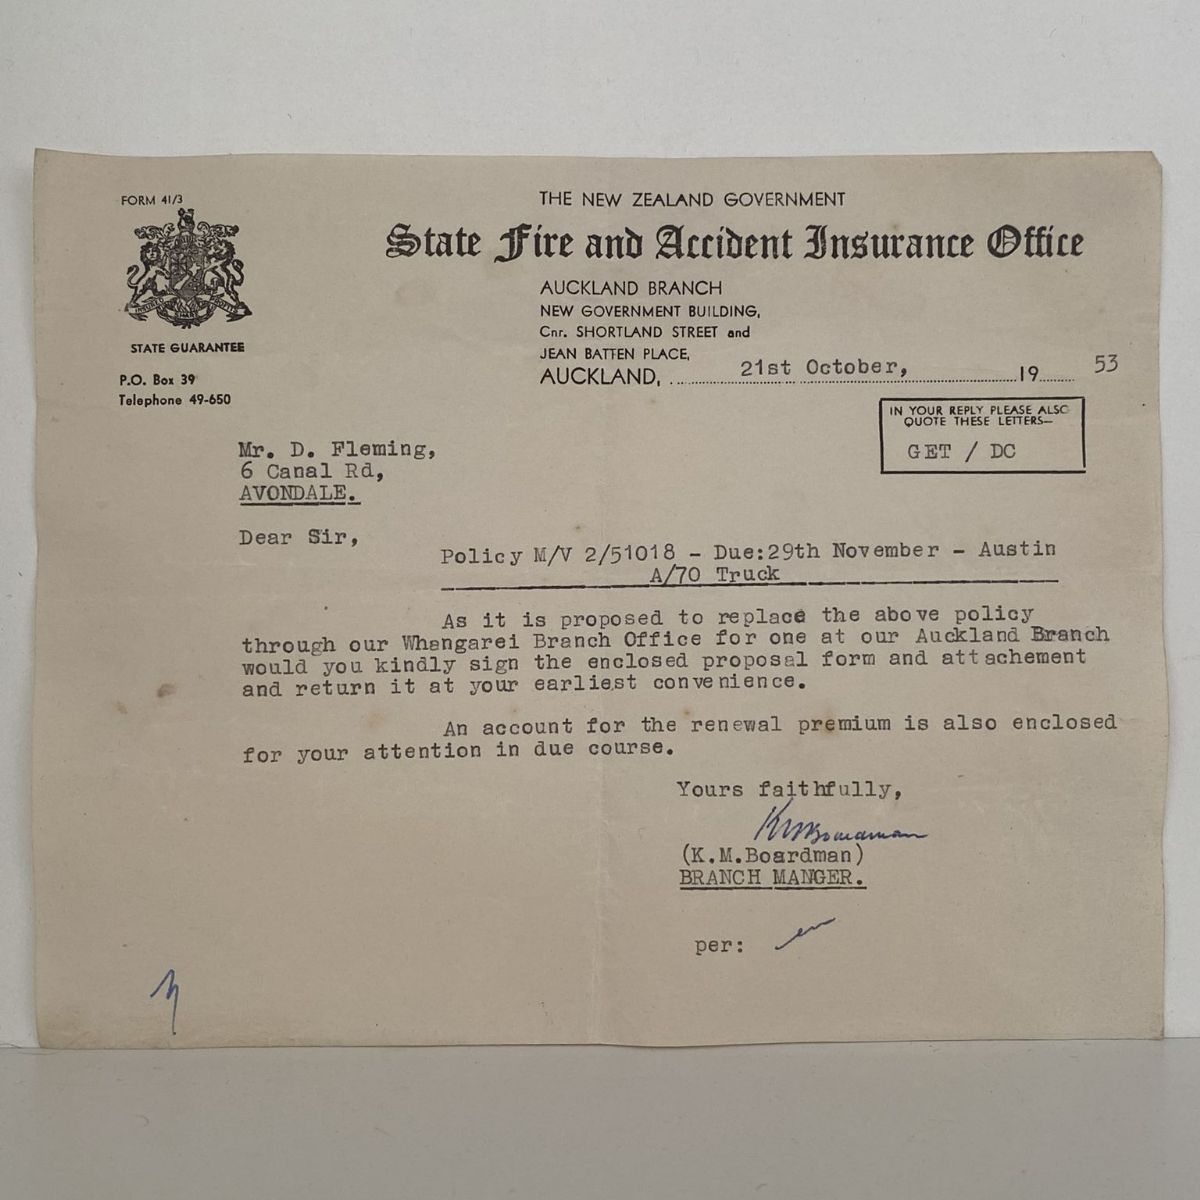 FORM 41/3
THE NEW ZEALAND GOVERNMENT
State Fire and Accident Insurance Office
STATE GUARANTEE
P.O. Box 39
Telephone 49-650
AUCKLAND BRANCH
NEW GOVERNMENT BUILDING,
Cnr. SHORTLAND STREET and
JEAN BATTEN PLACE,
AUCKLAND, 21st October, 19 53
IN YOUR REPLY PLEASE ALSO
QUOTE THESE LETTERS—
GET / DC
Mr. D. Fleming,
6 Canal Rd,
AVONDALE.
Dear Sir,
Policy M/V 2/51018 - Due:29th November - Austin
A/70 Truck
As it is proposed to replace the above policy
through our Whangarei Branch Office for one at our Auckland Branch
would you kindly sign the enclosed proposal form and attachement
and return it at your earliest convenience.
An account for the renewal premium is also enclosed
for your attention in due course.
Yours faithfully,
KMBoardman
(K.M.Boardman)
BRANCH MANGER.
per: